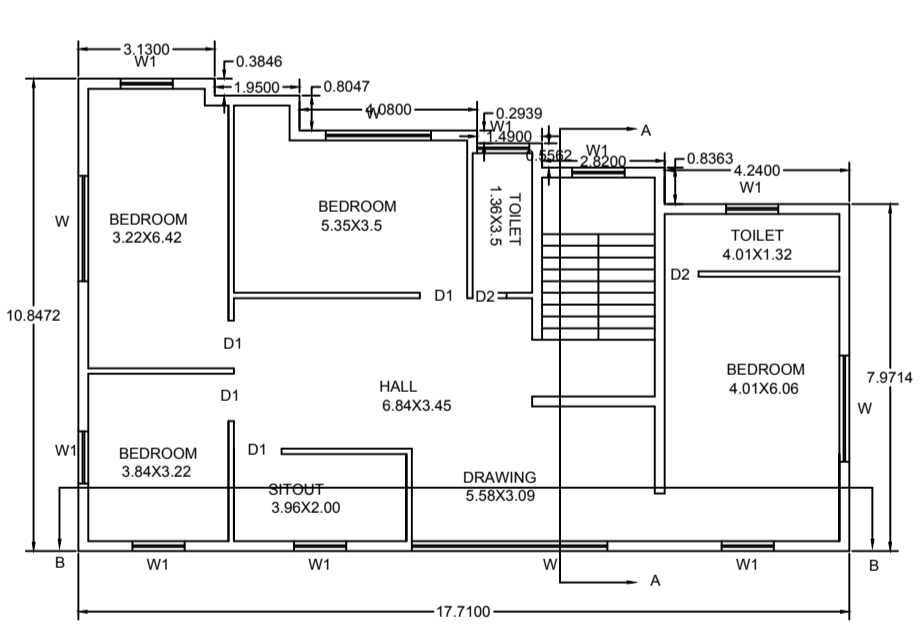 3.1300
W1
0.3846
1.9500
0.8047
4.0800
W
0.2939
W1
1.4900
A
0.5562
W1
2.8200
0.8363
4.2400
W1
W
BEDROOM
3.22X6.42
BEDROOM
5.35X3.5
TOILET
1.36X3.5
TOILET
4.01X1.32
D2
D1
D2
10.8472
D1
BEDROOM
4.01X6.06
7.9714
HALL
6.84X3.45
D1
W
W1
BEDROOM
3.84X3.22
D1
SITOUT
3.96X2.00
DRAWING
5.58X3.09
B
W1
W1
W
W1
B
A
17.7100